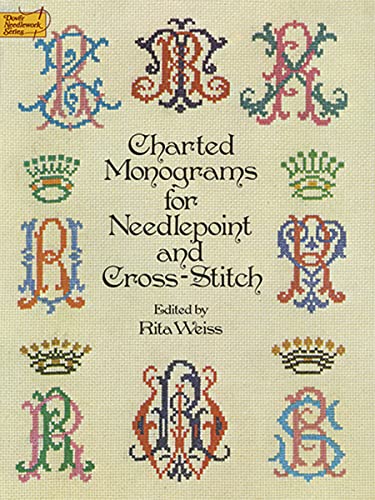 Dover
Needlework
Series
Charted
Monograms
for
Needlepoint
and
Cross-Stitch
Edited by
Rita Weiss